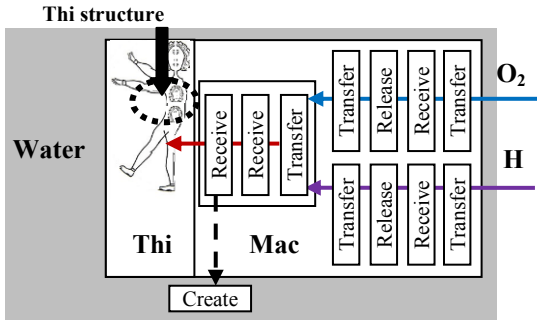 Thi structure
Water
Thi
Mac
Receive
Receive
Transfer
Transfer
Release
Receive
Transfer
O2
Transfer
Release
Receive
Transfer
H
Create